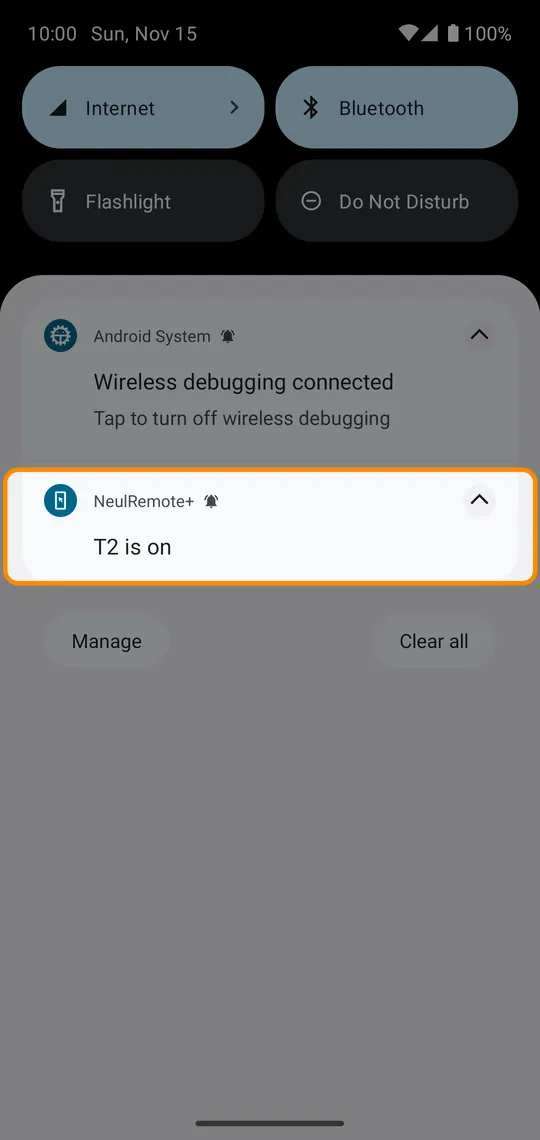 10:00 Sun, Nov 15 100%
Internet Bluetooth
Flashlight Do Not Disturb
Android System
Wireless debugging connected
Tap to turn off wireless debugging
NeulRemote+
T2 is on
Manage Clear all